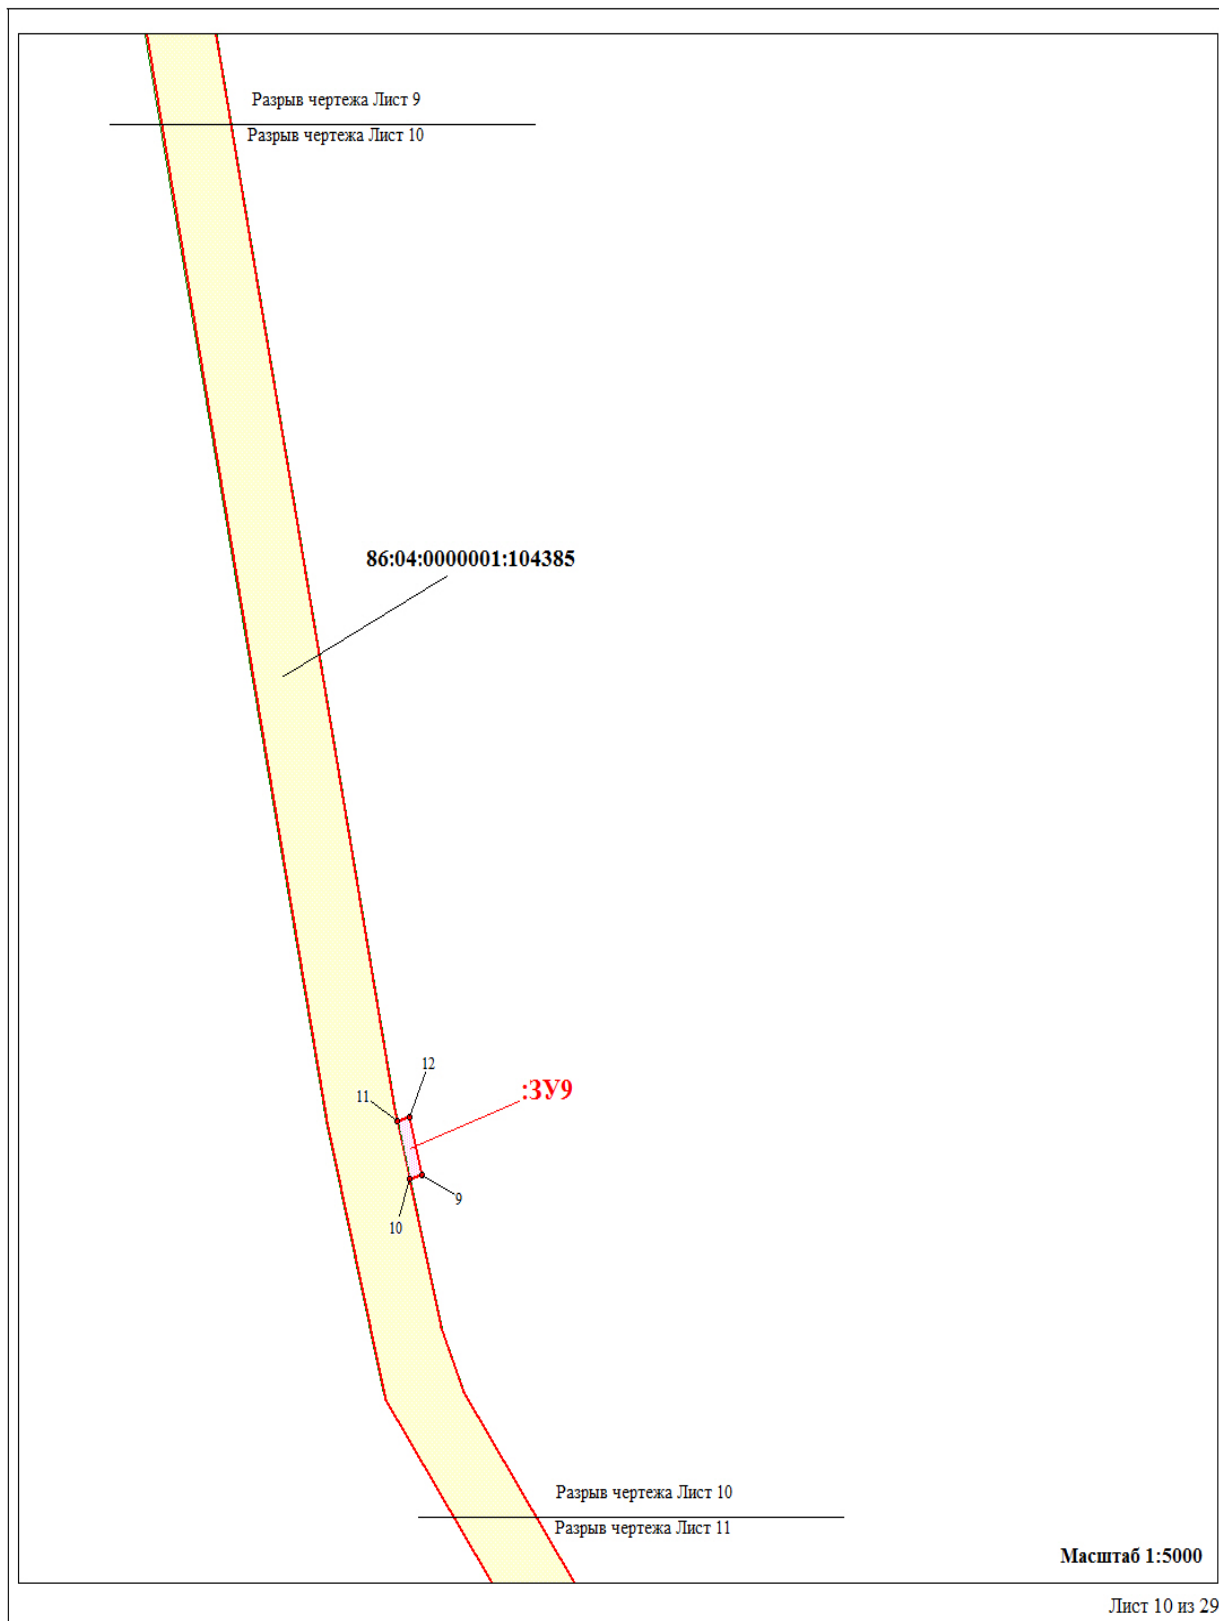 Разрыв чертежа Лист 9
Разрыв чертежа Лист 10
86:04:0000001:104385
12
11
:ЗУ9
9
10
Разрыв чертежа Лист 10
Разрыв чертежа Лист 11
Масштаб 1:5000
Лист 10 из 29